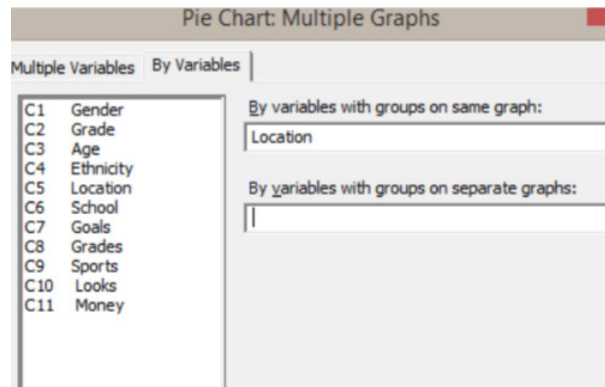 Pie Chart: Multiple Graphs
Multiple Variables By Variables
C1 Gender
C2 Grade
C3 Age
C4 Ethnicity
C5 Location
C6 School
C7 Goals
C8 Grades
C9 Sports
C10 Looks
C11 Money
By variables with groups on same graph:
Location
By variables with groups on separate graphs: